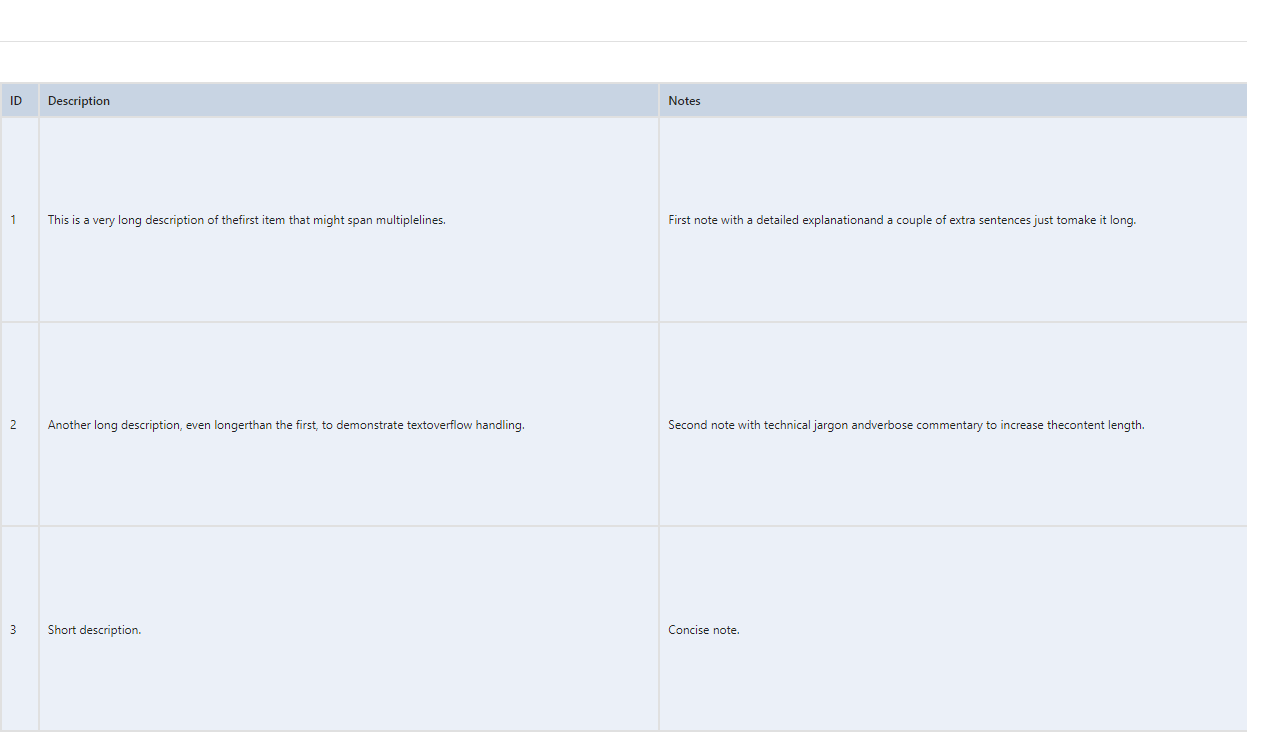 ID Description Notes
1 This is a very long description of thefirst item that might span multiplelines. First note with a detailed explanationand a couple of extra sentences just tomake it long.
2 Another long description, even longerthan the first, to demonstrate textoverflow handling. Second note with technical jargon andverbose commentary to increase thecontent length.
3 Short description. Concise note.